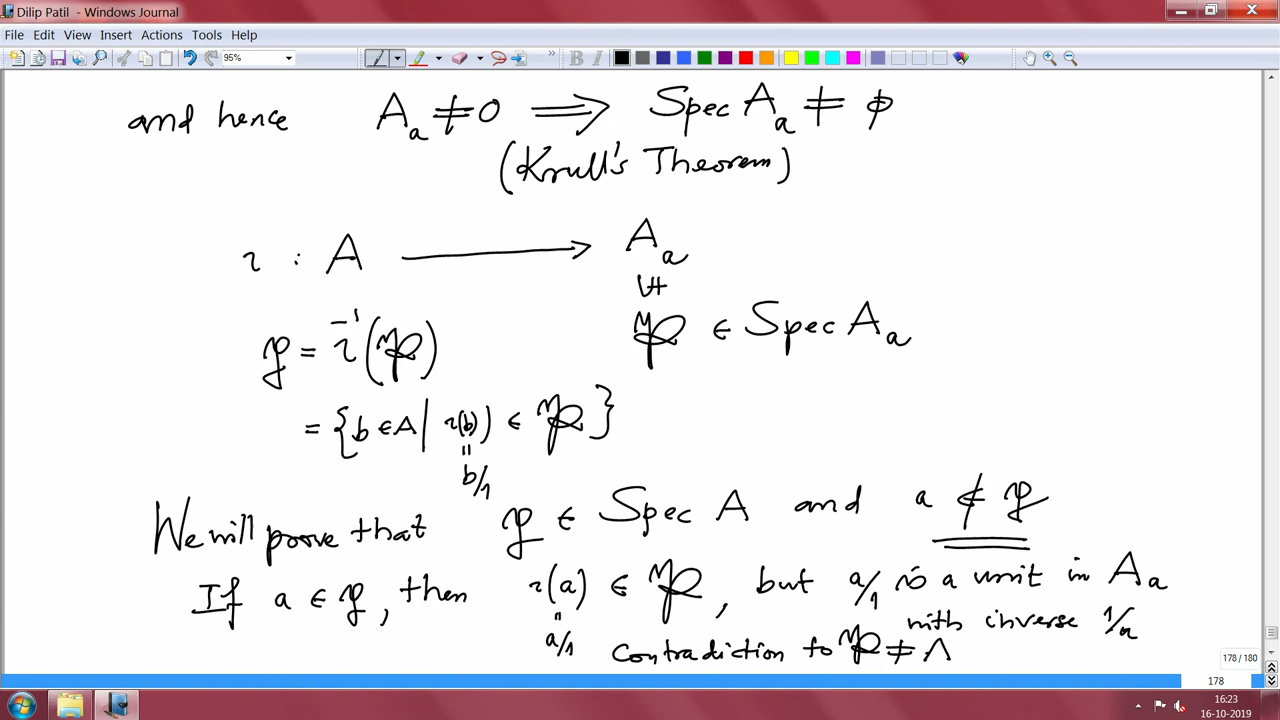 Dilip Patil - Windows Journal
File Edit View Insert Actions Tools Help
95%
and hence A_a ≠ 0 ⟹ Spec A_a ≠ ϕ
(Krull's Theorem)
ι : A ⟶ A_a
𝔭 = ι⁻¹(𝔓) 𝔓 ∈ Spec A_a
= {b ∈ A | ι(b) ∈ 𝔓}
b/1
We will prove that 𝔭 ∈ Spec A and a ∉ 𝔭
If a ∈ 𝔭, then ι(a) ∈ 𝔓, but a/1 is a unit in A_a
a/1 with inverse 1/a
Contradiction to 𝔓 ≠ A
178 / 180
178
16:23
16-10-2019